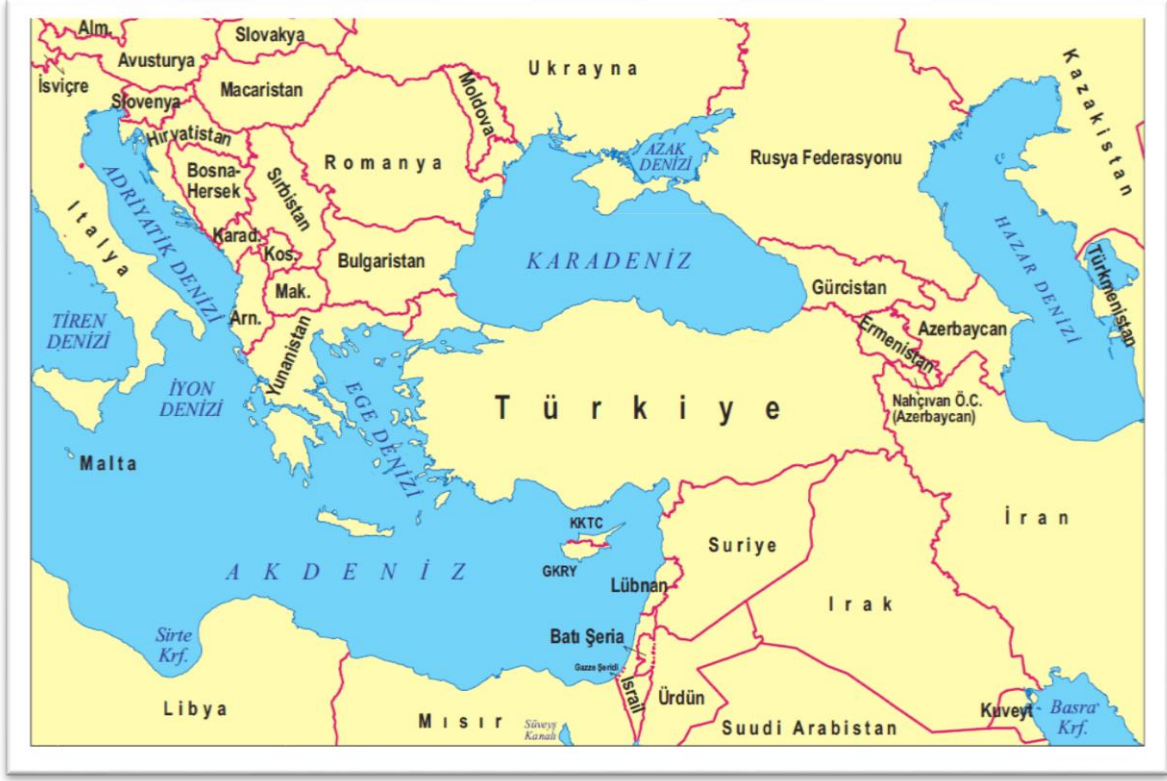 Alm.
Slovakya
Avusturya
Ukrayna
İsviçre
Macaristan
Moldova
Kazakistan
Slovenya
Hırvatistan
AZAK
DENİZİ
Rusya Federasyonu
Romanya
Bosna-
Hersek
Sırbistan
ADRİYATİK DENİZİ
İtalya
Karad.
Kos.
Bulgaristan
KARADENİZ
HAZAR DENİZİ
Türkmenistan
Gürcistan
Mak.
Arn.
TİREN
DENİZİ
Ermenistan
Azerbaycan
Yunanistan
İYON
DENİZİ
EGE DENİZİ
Türkiye
Nahçıvan Ö.C.
(Azerbaycan)
Malta
KKTC
İran
Suriye
AKDENİZ
GKRY
Lübnan
Irak
Sirte
Krf.
Batı Şeria
Gazze Şeridi
İsrail
Ürdün
Libya
Mısır
Süveyş
Kanalı
Suudi Arabistan
Kuveyt
Basra
Krf.